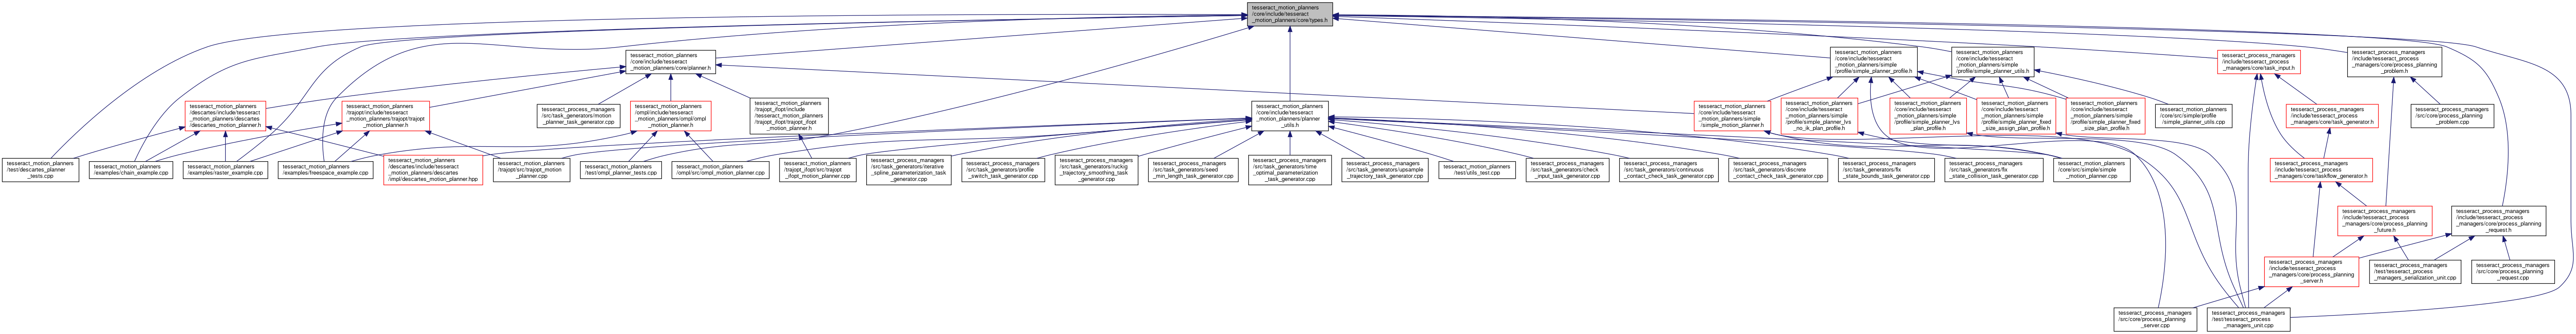 tesseract_motion_planners
/core/include/tesseract
_motion_planners/core/types.h
tesseract_motion_planners
/core/include/tesseract
_motion_planners/core/planner.h
tesseract_motion_planners
/core/include/tesseract
_motion_planners/simple
/profile/simple_planner_profile.h
tesseract_motion_planners
/core/include/tesseract
_motion_planners/simple
/profile/simple_planner_utils.h
tesseract_process_managers
/include/tesseract_process
_managers/core/task_input.h
tesseract_process_managers
/include/tesseract_process
_managers/core/process_planning
_problem.h
tesseract_motion_planners
/descartes/include/tesseract
_motion_planners/descartes
/descartes_motion_planner.h
tesseract_motion_planners
/trajopt/include/tesseract
_motion_planners/trajopt/trajopt
_motion_planner.h
tesseract_process_managers
/src/task_generators/motion
_planner_task_generator.cpp
tesseract_motion_planners
/ompl/include/tesseract
_motion_planners/ompl/ompl
_motion_planner.h
tesseract_motion_planners
/trajopt_ifopt/include
/tesseract_motion_planners
/trajopt_ifopt/trajopt_ifopt
_motion_planner.h
tesseract_motion_planners
/core/include/tesseract
_motion_planners/planner
_utils.h
tesseract_motion_planners
/core/include/tesseract
_motion_planners/simple
/simple_motion_planner.h
tesseract_motion_planners
/core/include/tesseract
_motion_planners/simple
/profile/simple_planner_lvs
_no_ik_plan_profile.h
tesseract_motion_planners
/core/include/tesseract
_motion_planners/simple
/profile/simple_planner_lvs
_plan_profile.h
tesseract_motion_planners
/core/include/tesseract
_motion_planners/simple
/profile/simple_planner_fixed
_size_assign_plan_profile.h
tesseract_motion_planners
/core/include/tesseract
_motion_planners/simple
/profile/simple_planner_fixed
_size_plan_profile.h
tesseract_motion_planners
/core/src/simple/profile
/simple_planner_utils.cpp
tesseract_process_managers
/include/tesseract_process
_managers/task_generator.h
tesseract_process_managers
/src/core/process_planning
_problem.cpp
tesseract_motion_planners
/test/descartes_planner
_tests.cpp
tesseract_motion_planners
/examples/chain_example.cpp
tesseract_motion_planners
/examples/raster_example.cpp
tesseract_motion_planners
/examples/freespace_example.cpp
tesseract_motion_planners
/descartes/include/tesseract
_motion_planners/descartes
/impl/descartes_motion_planner.hpp
tesseract_motion_planners
/trajopt/src/trajopt_motion
_planner.cpp
tesseract_motion_planners
/test/ompl_planner_tests.cpp
tesseract_motion_planners
/ompl/src/ompl_motion_planner.cpp
tesseract_motion_planners
/trajopt_ifopt/src/trajopt
_ifopt_motion_planner.cpp
tesseract_process_managers
/src/task_generators/iterative
_spline_parameterization_task
_generator.cpp
tesseract_process_managers
/src/task_generators/profile
_switch_task_generator.cpp
tesseract_process_managers
/src/task_generators/ruckig
_trajectory_smoothing_task
_generator.cpp
tesseract_process_managers
/src/task_generators/seed
_min_length_task_generator.cpp
tesseract_process_managers
/src/task_generators/time
_optimal_parameterization
_task_generator.cpp
tesseract_process_managers
/src/task_generators/upsample
_trajectory_task_generator.cpp
tesseract_motion_planners
/test/utils_test.cpp
tesseract_process_managers
/src/task_generators/check
_input_task_generator.cpp
tesseract_process_managers
/src/task_generators/continuous
_contact_check_task_generator.cpp
tesseract_process_managers
/src/task_generators/discrete
_contact_check_task_generator.cpp
tesseract_process_managers
/src/task_generators/fix
_state_bounds_task_generator.cpp
tesseract_process_managers
/src/task_generators/fix
_state_collision_task_generator.cpp
tesseract_motion_planners
/core/src/simple/simple
_motion_planner.cpp
tesseract_process_managers
/include/tesseract_process
_managers/core/taskflow_generator.h
tesseract_process_managers
/include/tesseract_process
_managers/core/process_planning
_future.h
tesseract_process_managers
/include/tesseract_process
_managers/core/process_planning
_request.h
tesseract_process_managers
/include/tesseract_process
_managers/core/process_planning
_server.h
tesseract_process_managers
/test/tesseract_process
_managers_serialization_unit.cpp
tesseract_process_managers
/src/core/process_planning
_request.cpp
tesseract_process_managers
/src/core/process_planning
_server.cpp
tesseract_process_managers
/test/tesseract_process
_managers_unit.cpp